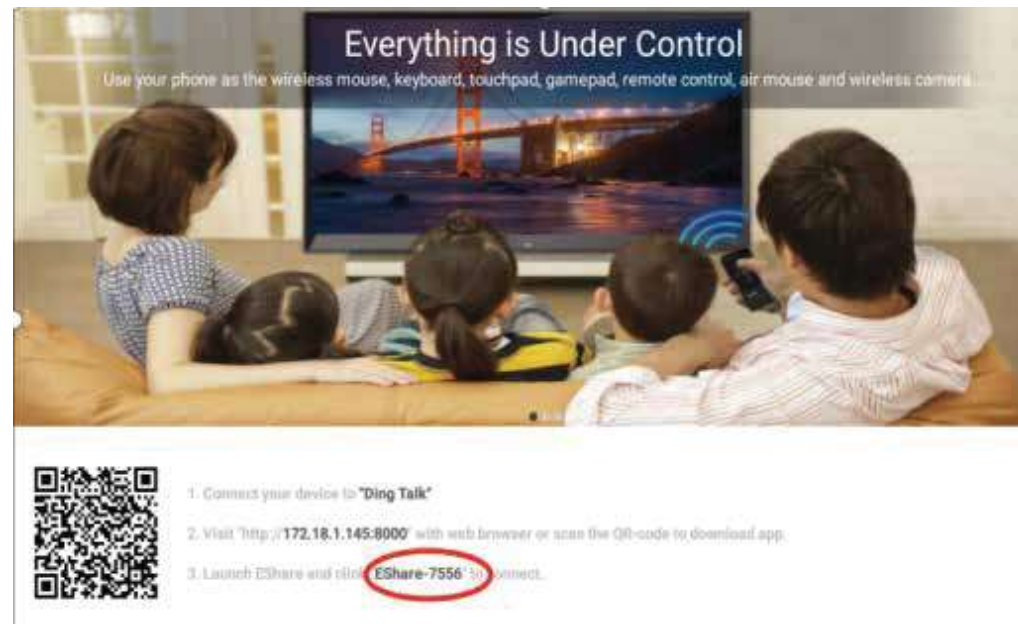 Everything is Under Control
Use your phone as the wireless mouse, keyboard, touchpad, gamepad, remote control, air mouse and wireless camera...
1. Connect your device to "Ding Talk"
2. Visit "http://172.18.1.145:8000" with web browser or scan the QR-code to download app.
3. Launch EShare and click "EShare-7556" to connect.